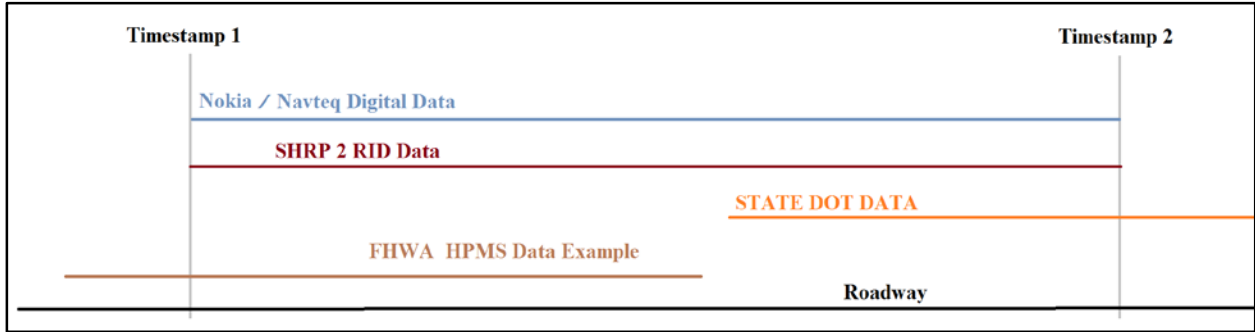 Timestamp 1
Timestamp 2
Nokia / Navteq Digital Data
SHRP 2 RID Data
STATE DOT DATA
FHWA HPMS Data Example
Roadway